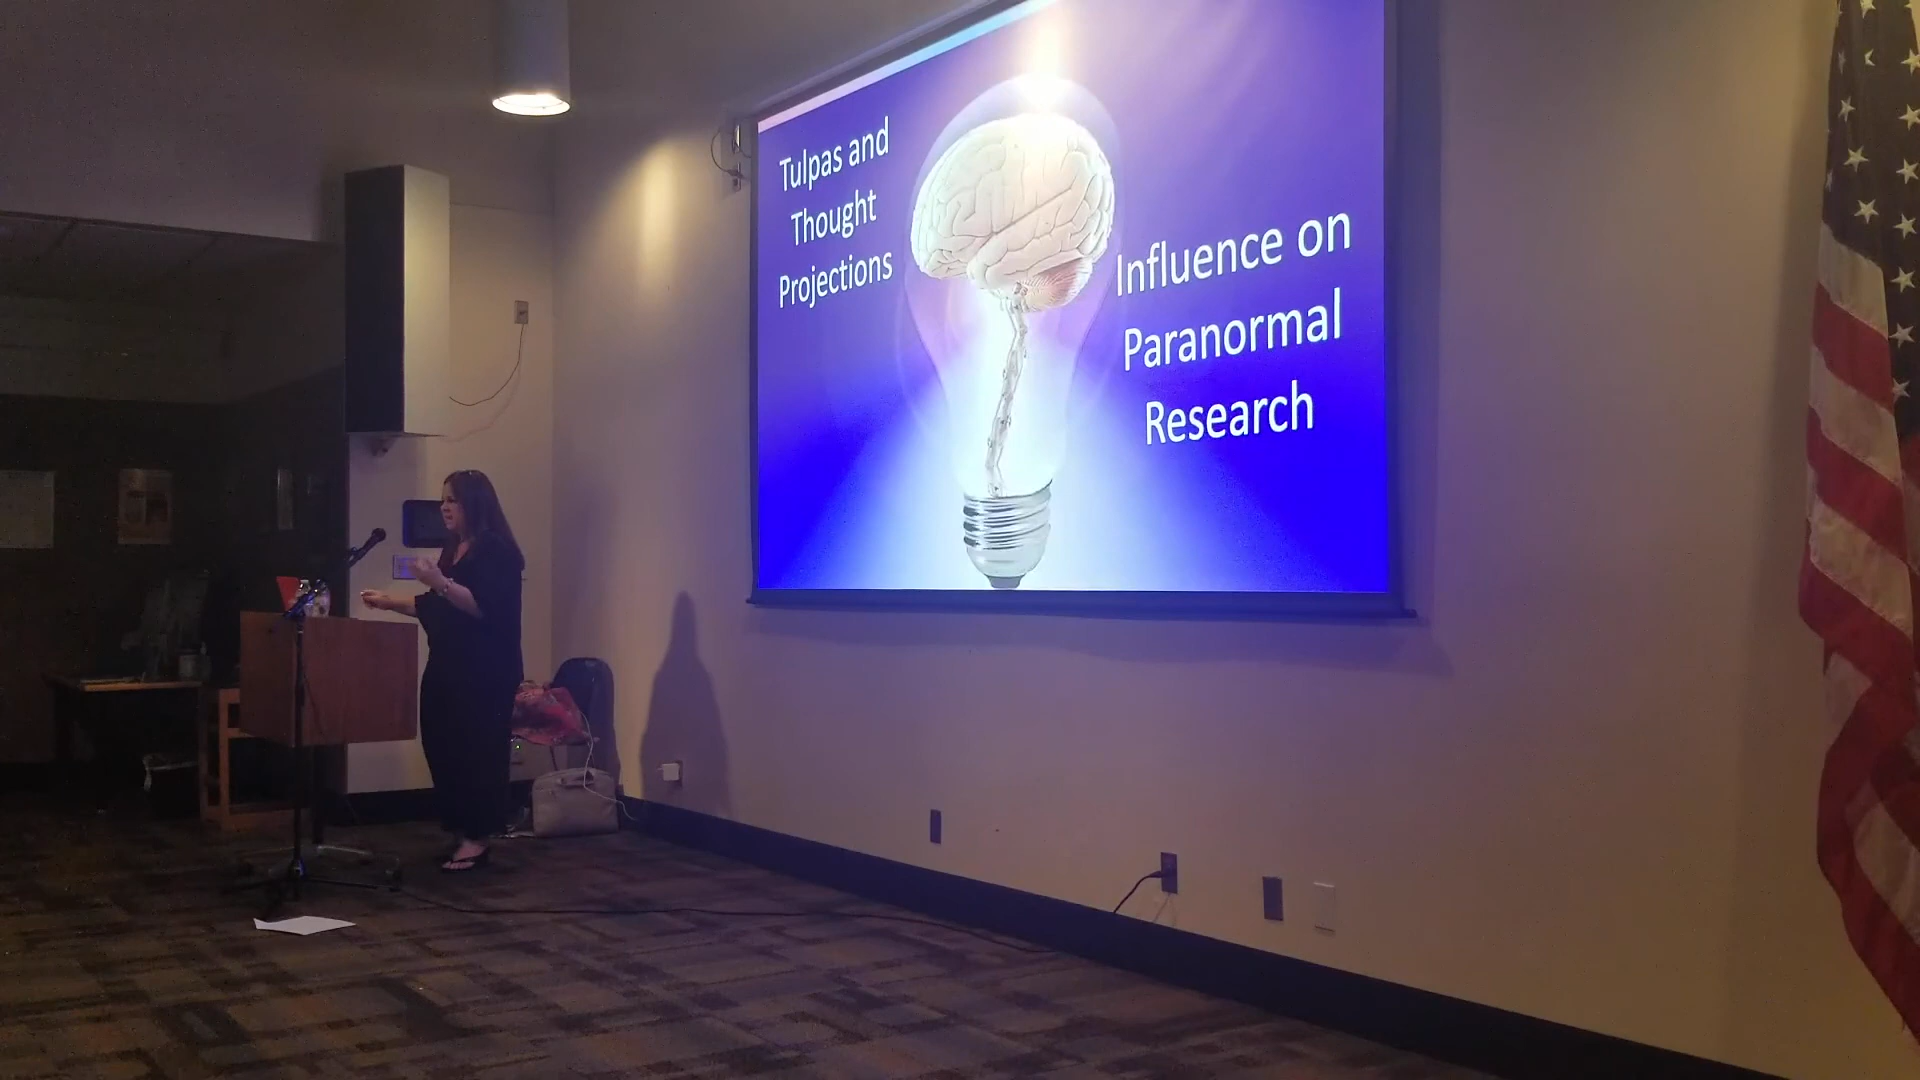 Tulpas and
Thought
Projections
Influence on
Paranormal
Research